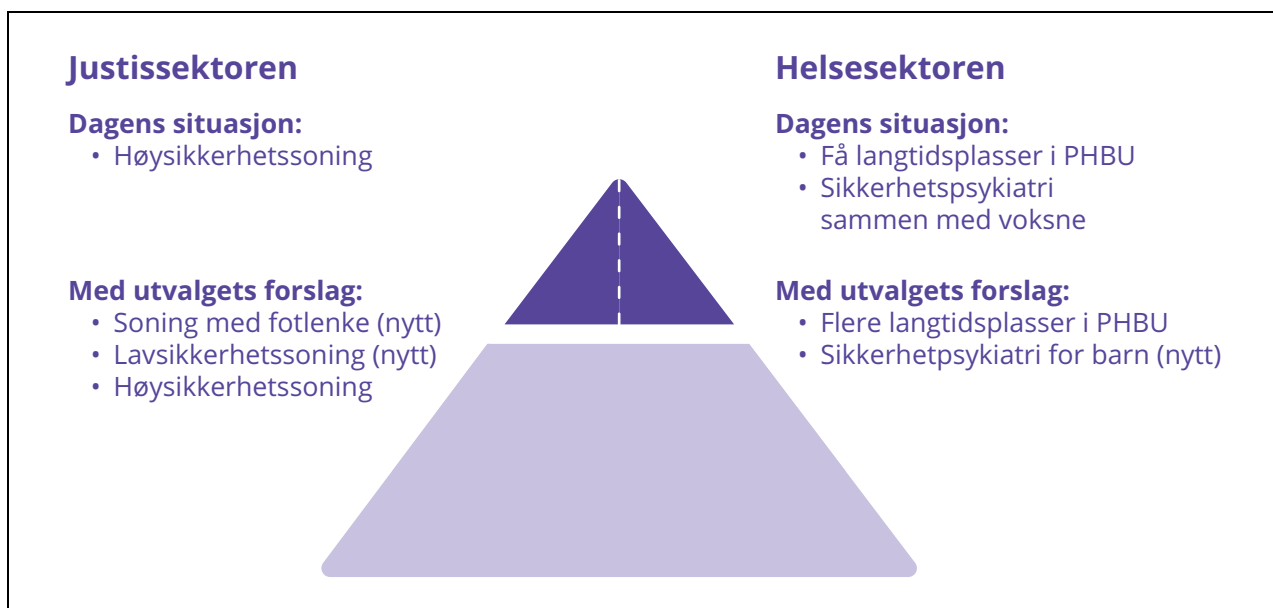 Justissektoren
Dagens situasjon:
• Høysikkerhetssoning
Med utvalgets forslag:
• Soning med fotlenke (nytt)
• Lavsikkerhetssoning (nytt)
• Høysikkerhetssoning
Helsesektoren
Dagens situasjon:
• Få langtidsplasser i PHBU
• Sikkerhetspsykiatri
sammen med voksne
Med utvalgets forslag:
• Flere langtidsplasser i PHBU
• Sikkerhetpsykiatri for barn (nytt)